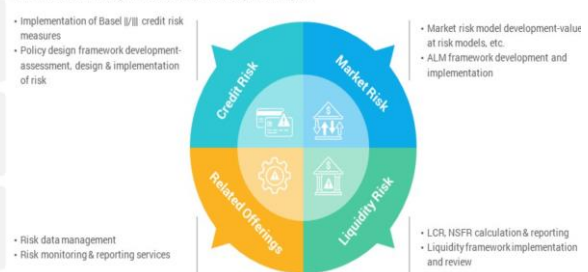 • Implementation of Basel ||/||| credit risk
measures
• Policy design framework development-
assessment, design & implementation
of risk
• Market risk model development-value
at risk models, etc.
• ALM framework development and
implementation
Credit Risk
Market Risk
Related Offerings
Liquidity Risk
• Risk data management
• Risk monitoring & reporting services
• LCR, NSFR calculation & reporting
• Liquidity framework implementation
and review